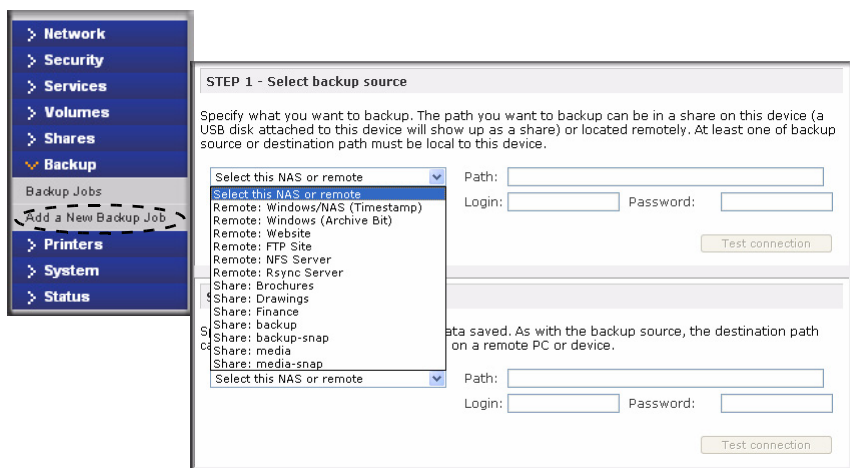 Network
Security
Services
Volumes
Shares
Backup
Backup Jobs
Add a New Backup Job
Printers
System
Status
STEP 1 - Select backup source
Specify what you want to backup. The path you want to backup can be in a share on this device (a
USB disk attached to this device will show up as a share) or located remotely. At least one of backup
source or destination path must be local to this device.
Select this NAS or remote
Path:
Login:
Password:
Test connection
Select this NAS or remote
Remote: Windows/NAS (Timestamp)
Remote: Windows (Archive Bit)
Remote: Website
Remote: FTP Site
Remote: NFS Server
Remote: Rsync Server
Share: Brochures
Share: Drawings
Share: Finance
Share: backup
Share: backup-snap
Share: media
Share: media-snap
ata saved. As with the backup source, the destination path
on a remote PC or device.
Select this NAS or remote
Path:
Login:
Password:
Test connection